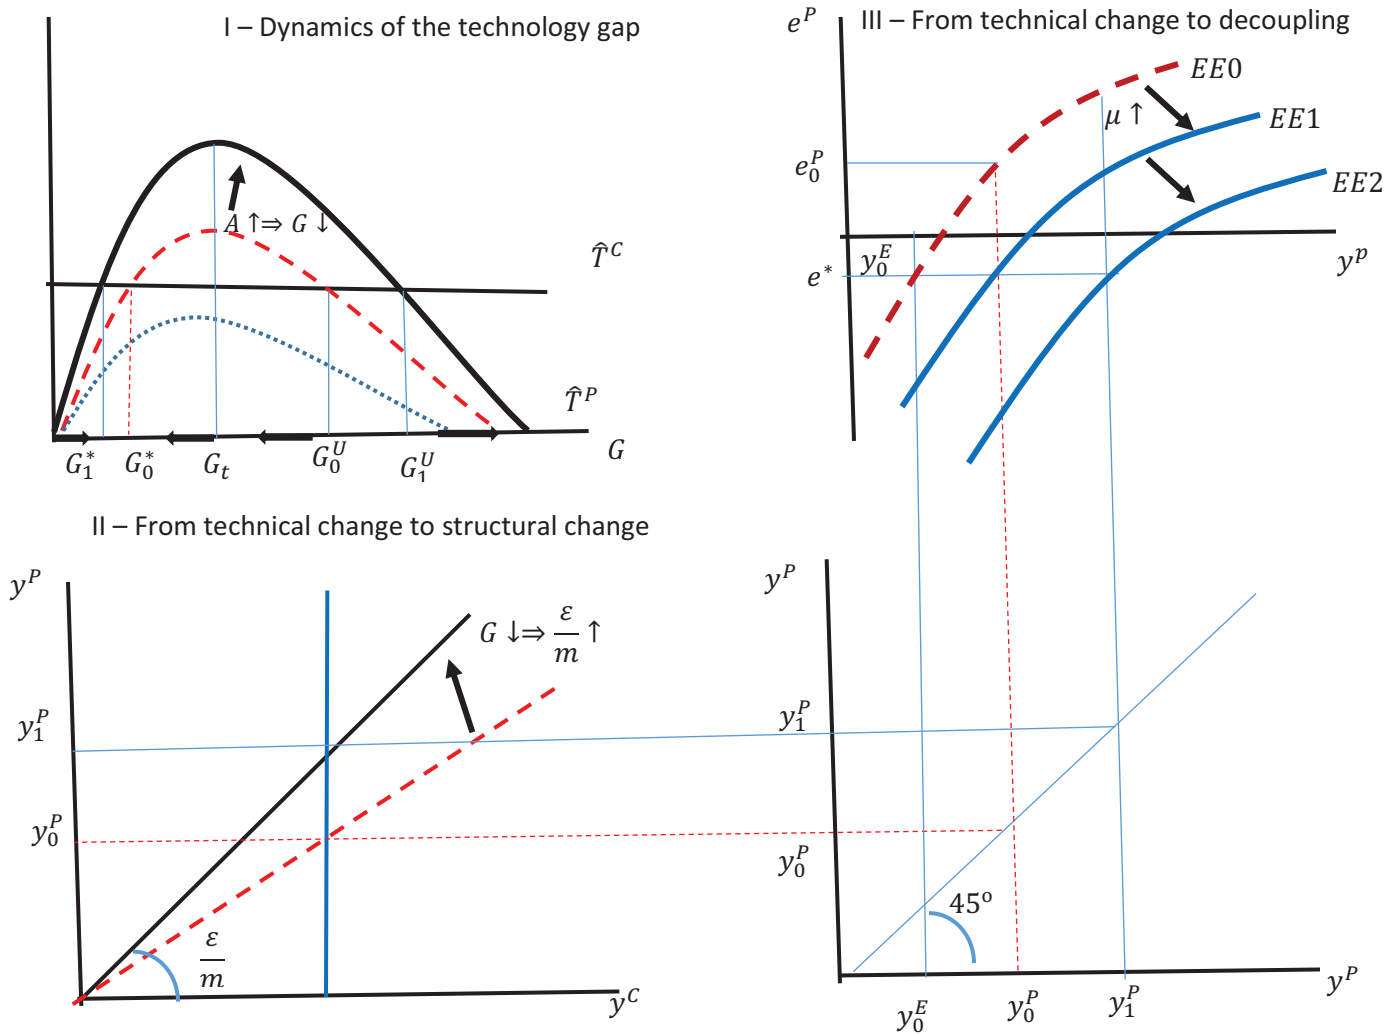 I – Dynamics of the technology gap
A ↑⇒ G ↓
T̂^C
T̂^P
G_1^* G_0^* G_t G_0^U G_1^U G
II – From technical change to structural change
y^P
G ↓⇒ ε/m ↑
y_1^P
y_0^P
ε/m
y^C
e^P III – From technical change to decoupling
EE0
μ ↑ EE1
e_0^P
EE2
y_0^E
e^* y^p
y^P
y_1^P
y_0^P
45°
y_0^E y_0^P y_1^P y^P